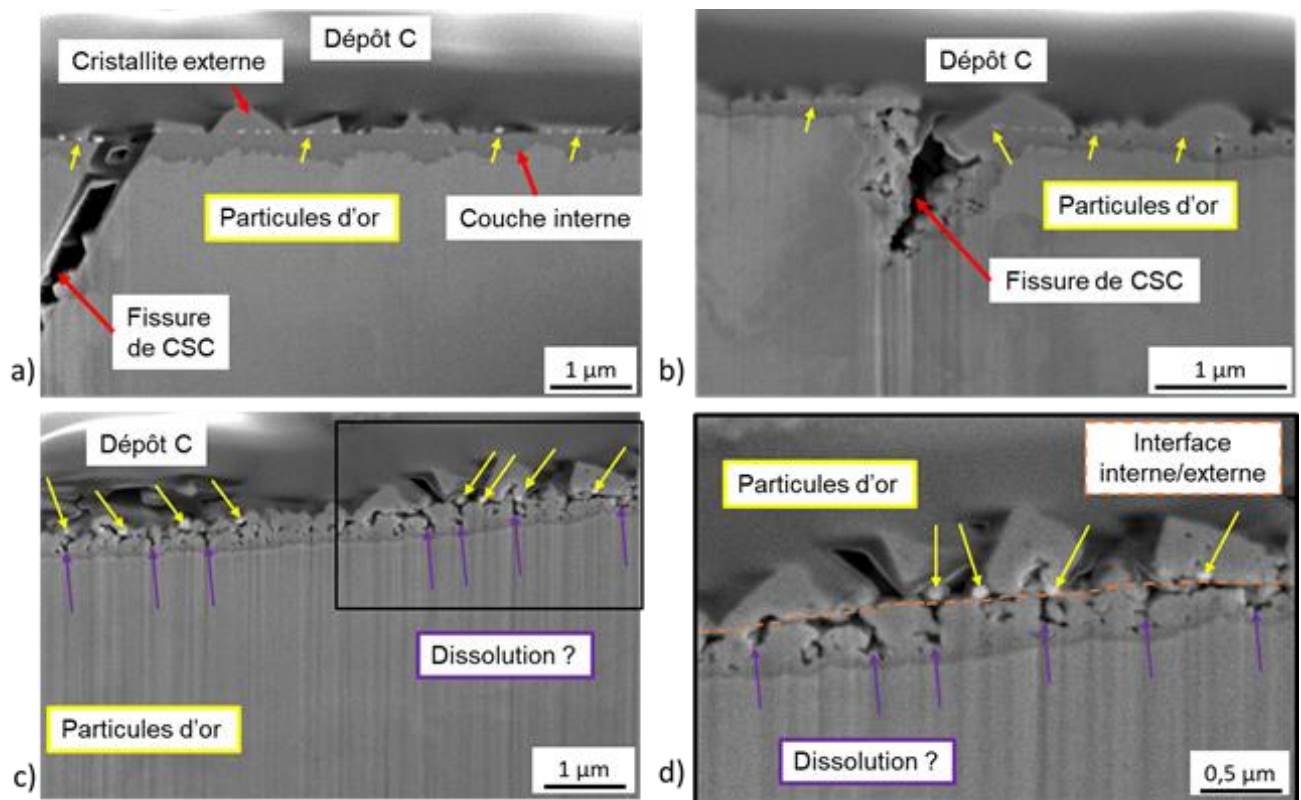 Dépôt C
Cristallite externe
Particules d'or
Couche interne
Fissure
de CSC
a)
1 µm
Dépôt C
Particules d'or
Fissure de CSC
b)
1 µm
Dépôt C
Dissolution ?
Particules d'or
c)
1 µm
Interface
interne/externe
Particules d'or
Dissolution ?
d)
0,5 µm